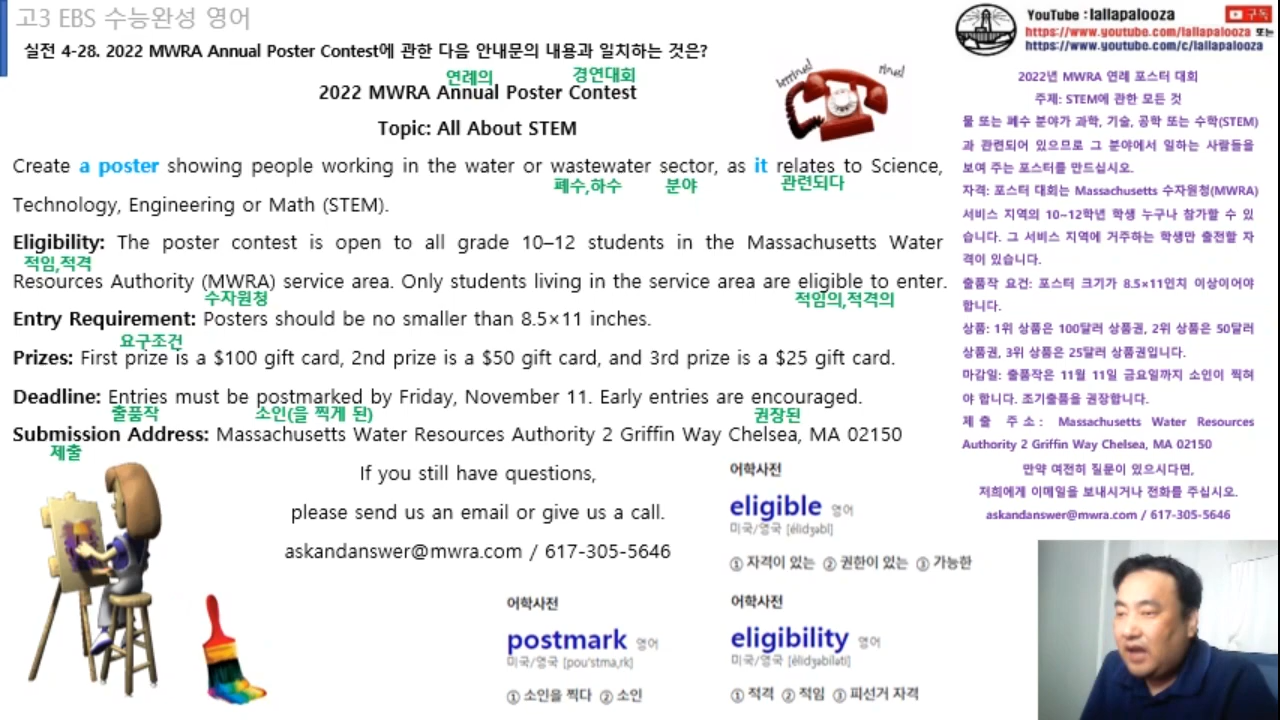 고3 EBS 수능완성 영어
실전 4-28. 2022 MWRA Annual Poster Contest에 관한 다음 안내문의 내용과 일치하는 것은?
연례의 경연대회
2022 MWRA Annual Poster Contest
Topic: All About STEM
Create a poster showing people working in the water or wastewater sector, as it relates to Science,
폐수,하수 분야 관련되다
Technology, Engineering or Math (STEM).
Eligibility: The poster contest is open to all grade 10–12 students in the Massachusetts Water
적임,적격
Resources Authority (MWRA) service area. Only students living in the service area are eligible to enter.
수자원청 적임의,적격의
Entry Requirement: Posters should be no smaller than 8.5×11 inches.
요구조건
Prizes: First prize is a $100 gift card, 2nd prize is a $50 gift card, and 3rd prize is a $25 gift card.
Deadline: Entries must be postmarked by Friday, November 11. Early entries are encouraged.
출품작 소인(을 찍게 된) 권장된
Submission Address: Massachusetts Water Resources Authority 2 Griffin Way Chelsea, MA 02150
제출
If you still have questions,
please send us an email or give us a call.
askandanswer@mwra.com / 617-305-5646
어학사전
eligible 영어
미국/영국 [élidʒəbl]
① 자격이 있는 ② 권한이 있는 ③ 가능한
어학사전
postmark 영어
미국/영국 [pou'stmɑ,rk]
① 소인을 찍다 ② 소인
어학사전
eligibility 영어
미국/영국 [èlidʒəbíləti]
① 적격 ② 적임 ③ 피선거 자격
YouTube : lallapalooza 구독
https://www.youtube.com/lallapalooza 또는
https://www.youtube.com/c/lallapalooza
2022년 MWRA 연례 포스터 대회
주제: STEM에 관한 모든 것
물 또는 폐수 분야가 과학, 기술, 공학 또는 수학(STEM)
과 관련되어 있으므로 그 분야에서 일하는 사람들을
보여 주는 포스터를 만드십시오.
자격: 포스터 대회는 Massachusetts 수자원청(MWRA)
서비스 지역의 10~12학년 학생 누구나 참가할 수 있
습니다. 그 서비스 지역에 거주하는 학생만 출전할 자
격이 있습니다.
출품작 요건: 포스터 크기가 8.5×11인치 이상이어야
합니다.
상품: 1위 상품은 100달러 상품권, 2위 상품은 50달러
상품권, 3위 상품은 25달러 상품권입니다.
마감일: 출품작은 11월 11일 금요일까지 소인이 찍혀
야 합니다. 조기출품을 권장합니다.
제출 주소: Massachusetts Water Resources
Authority 2 Griffin Way Chelsea, MA 02150
만약 여전히 질문이 있으시다면,
저희에게 이메일을 보내시거나 전화를 주십시오.
askandanswer@mwra.com / 617-305-5646